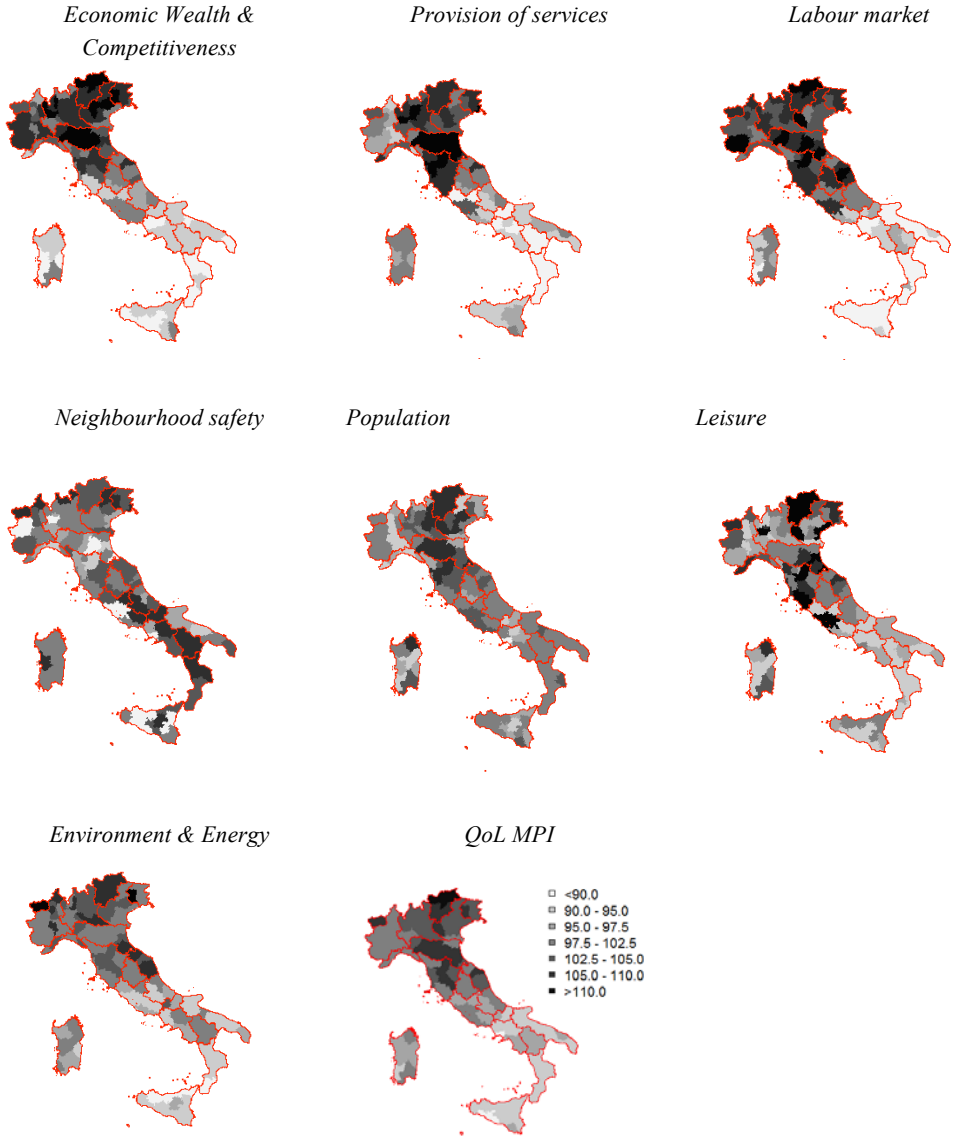 Economic Wealth &
Competitiveness
Provision of services
Labour market
Neighbourhood safety
Population
Leisure
Environment & Energy
QoL MPI
<90.0
90.0 - 95.0
95.0 - 97.5
97.5 - 102.5
102.5 - 105.0
105.0 - 110.0
>110.0